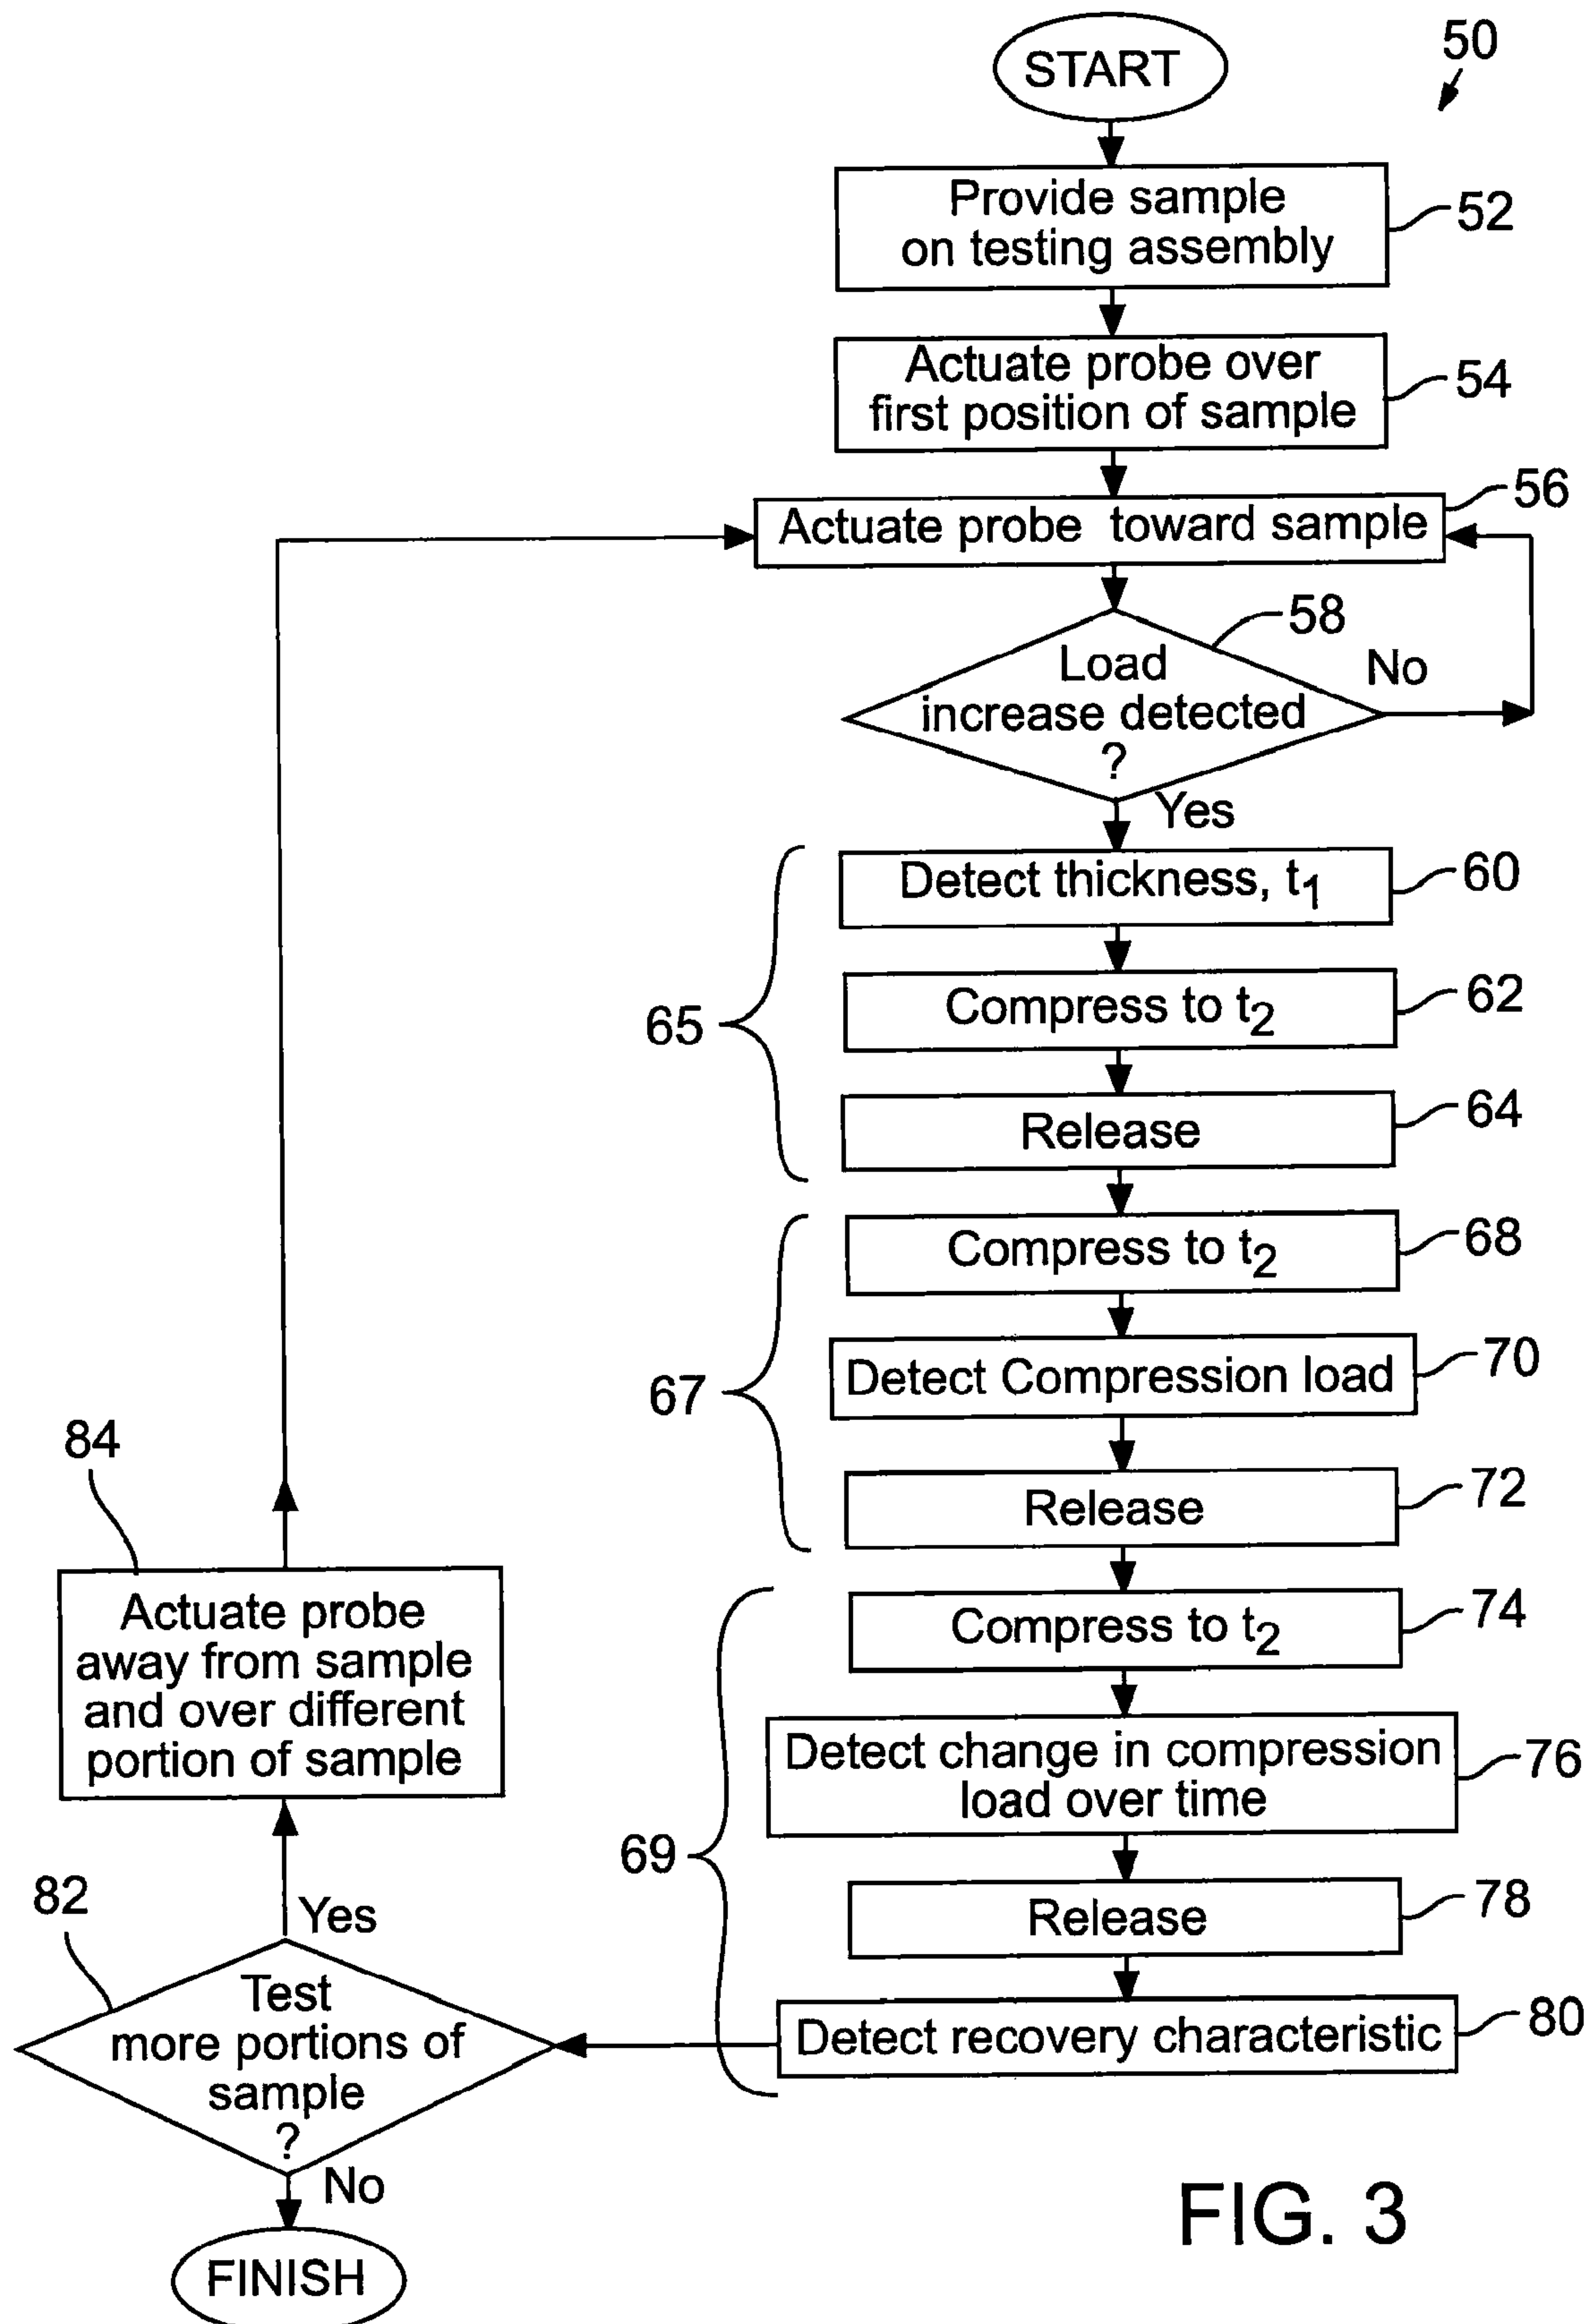 START
50
Provide sample
on testing assembly
52
Actuate probe over
first position of sample
54
Actuate probe toward sample
56
Load
increase detected
?
58
No
Yes
Detect thickness, t1
60
Compress to t2
62
65
Release
64
Compress to t2
68
Detect Compression load
70
67
Release
72
Compress to t2
74
Detect change in compression
load over time
76
69
Release
78
Detect recovery characteristic
80
84
Actuate probe
away from sample
and over different
portion of sample
82
Yes
Test
more portions of
sample
?
No
FINISH
FIG. 3